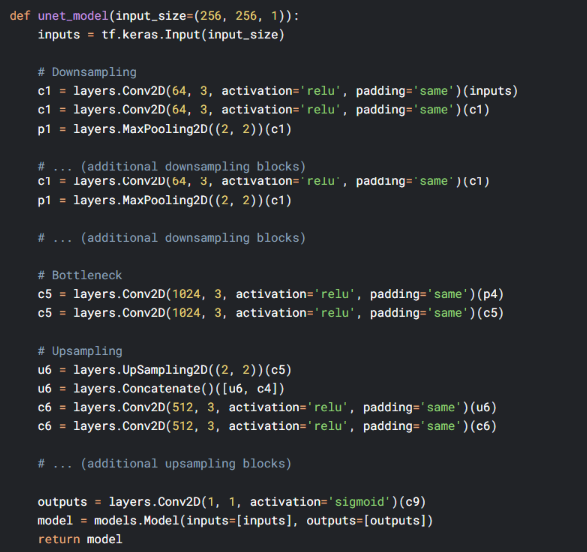 def unet_model(input_size=(256, 256, 1)):
    inputs = tf.keras.Input(input_size)

    # Downsampling
    c1 = layers.Conv2D(64, 3, activation='relu', padding='same')(inputs)
    c1 = layers.Conv2D(64, 3, activation='relu', padding='same')(c1)
    p1 = layers.MaxPooling2D((2, 2))(c1)

    # ... (additional downsampling blocks)
    c1 = layers.Conv2D(64, 3, activation='relu', padding='same')(c1)
    p1 = layers.MaxPooling2D((2, 2))(c1)

    # ... (additional downsampling blocks)

    # Bottleneck
    c5 = layers.Conv2D(1024, 3, activation='relu', padding='same')(p4)
    c5 = layers.Conv2D(1024, 3, activation='relu', padding='same')(c5)

    # Upsampling
    u6 = layers.UpSampling2D((2, 2))(c5)
    u6 = layers.Concatenate()([u6, c4])
    c6 = layers.Conv2D(512, 3, activation='relu', padding='same')(u6)
    c6 = layers.Conv2D(512, 3, activation='relu', padding='same')(c6)

    # ... (additional upsampling blocks)

    outputs = layers.Conv2D(1, 1, activation='sigmoid')(c9)
    model = models.Model(inputs=[inputs], outputs=[outputs])
    return model